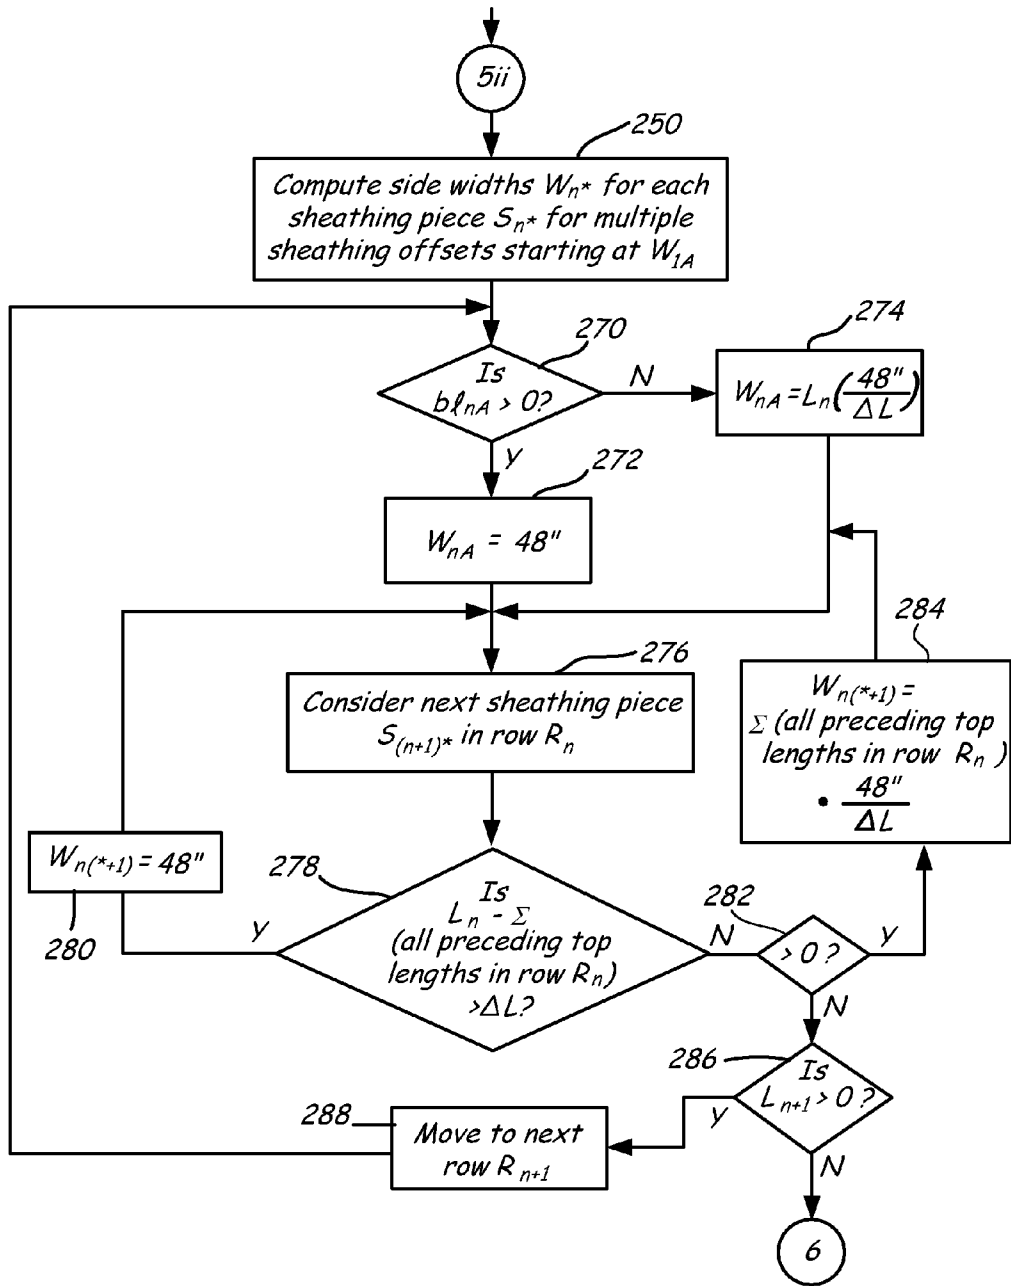 5ii
250
Compute side widths Wn* for each
sheathing piece Sn* for multiple
sheathing offsets starting at W1A
270
Is
bℓnA > 0?
N
Y
274
WnA = Ln(48"/ΔL)
272
WnA = 48"
276
Consider next sheathing piece
S(n+1)* in row Rn
284
Wn(*+1) =
Σ (all preceding top
lengths in row Rn )
• 48"/ΔL
Wn(*+1) = 48"
280
278
Is
Ln - Σ
(all preceding top
lengths in row Rn)
>ΔL?
Y
N
282
> 0 ?
Y
N
286
Is
Ln+1 > 0 ?
Y
N
288
Move to next
row Rn+1
6